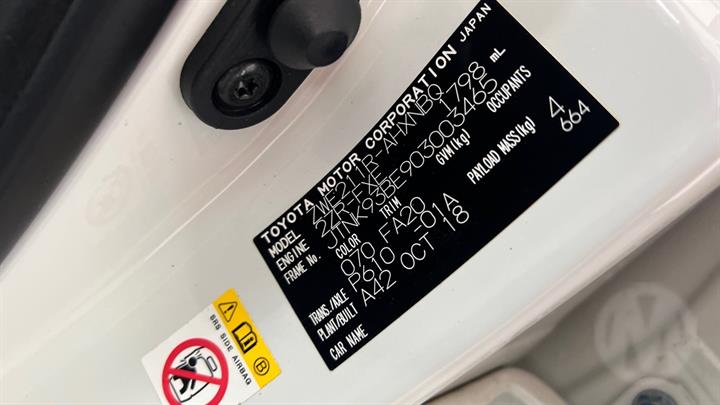 TOYOTA MOTOR CORPORATION JAPAN
MODEL ZWE211R-AHXNBQ
ENGINE 2ZR-FXE 1798 mL
FRAME No. JTNK93BE903003465
COLOR TRIM GVM(kg) OCCUPANTS 4
070 FA20 PAYLOAD MASS(kg) 664
TRANS./AXLE P610 -01A
PLANT/BUILT A42 OCT 18
CAR NAME
SRS SIDE AIRBAG
B